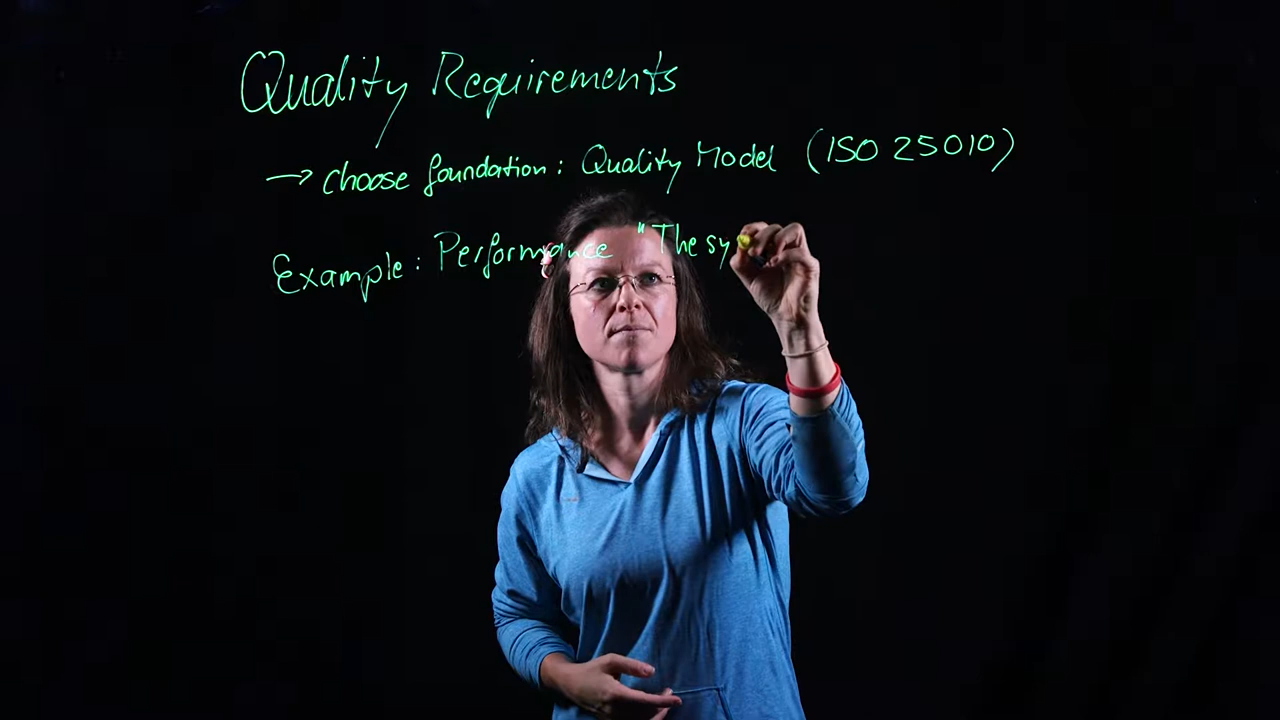 Quality Requirements
→ choose foundation: Quality Model (ISO 25010)
Example: Performance "The sy